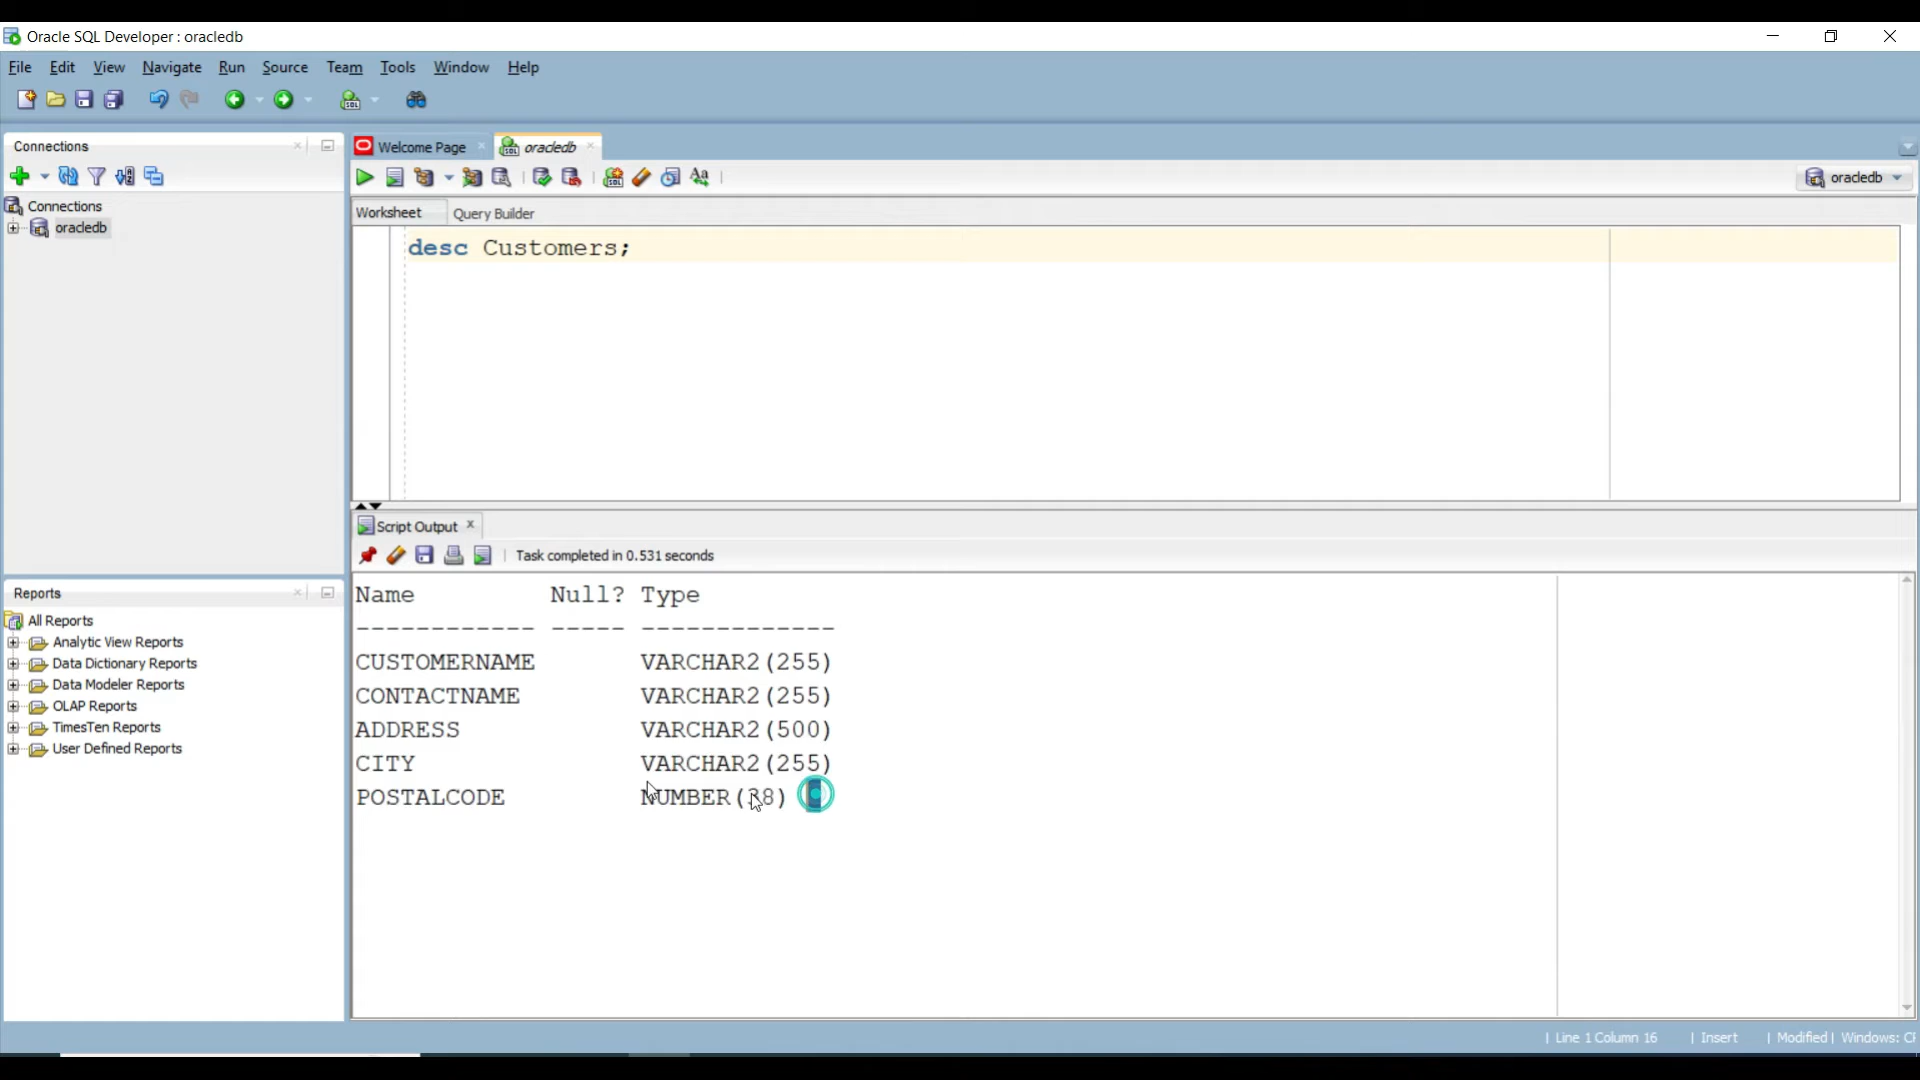 Oracle SQL Developer : oracledb
File Edit View Navigate Run Source Team Tools Window Help
Connections
Connections
oracledb
Welcome Page
oracledb
oracledb
Worksheet Query Builder
desc Customers;
Script Output
Task completed in 0.531 seconds
Name Null? Type
------------ ----- -------------
CUSTOMERNAME VARCHAR2(255)
CONTACTNAME VARCHAR2(255)
ADDRESS VARCHAR2(500)
CITY VARCHAR2(255)
POSTALCODE NUMBER(38)
Reports
All Reports
Analytic View Reports
Data Dictionary Reports
Data Modeler Reports
OLAP Reports
TimesTen Reports
User Defined Reports
| Line 1 Column 16 | Insert | Modified | Windows: CF